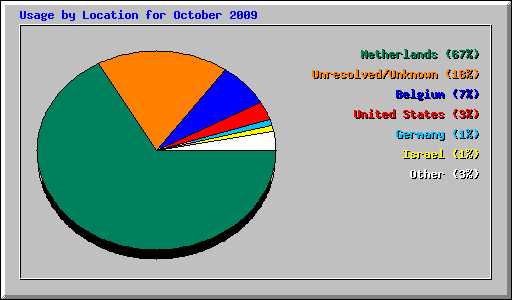 Usage by Location for October 2009
Netherlands (67%)
Unresolved/Unknown (18%)
Belgium (7%)
United States (3%)
Germany (1%)
Israel (1%)
Other (3%)